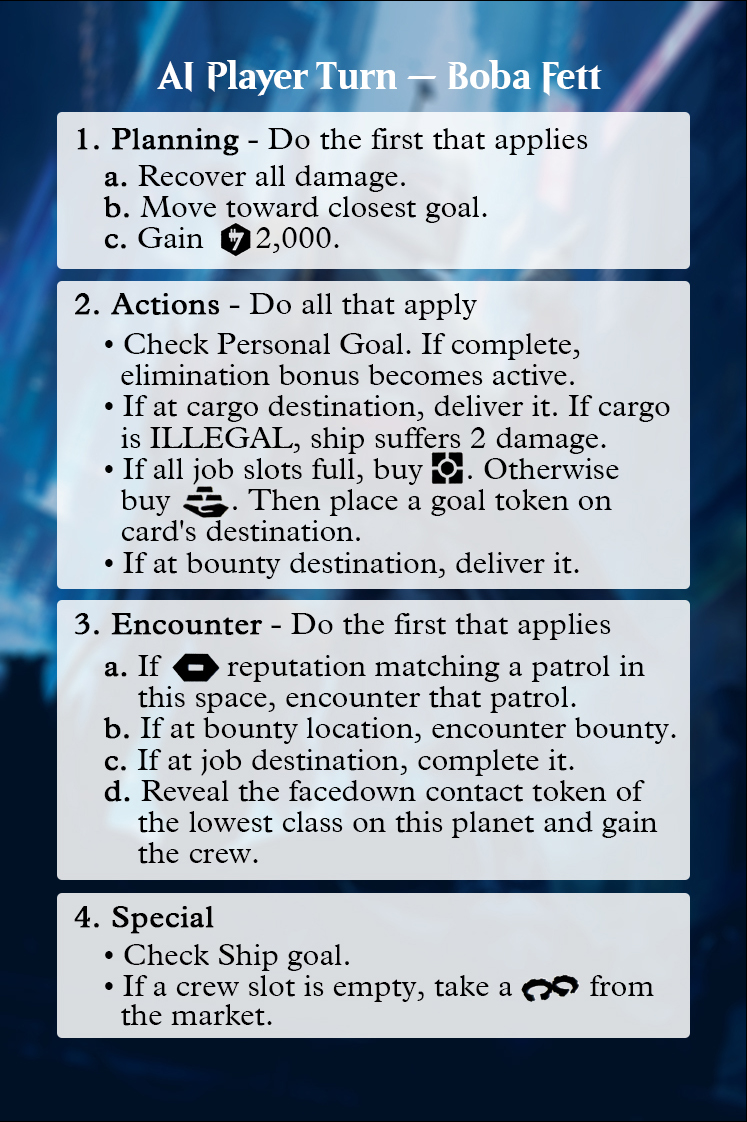 AI Player Turn — Boba Fett
1. Planning - Do the first that applies
a. Recover all damage.
b. Move toward closest goal.
c. Gain 2,000.
2. Actions - Do all that apply
• Check Personal Goal. If complete,
elimination bonus becomes active.
• If at cargo destination, deliver it. If cargo
is ILLEGAL, ship suffers 2 damage.
• If all job slots full, buy . Otherwise
buy . Then place a goal token on
card's destination.
• If at bounty destination, deliver it.
3. Encounter - Do the first that applies
a. If reputation matching a patrol in
this space, encounter that patrol.
b. If at bounty location, encounter bounty.
c. If at job destination, complete it.
d. Reveal the facedown contact token of
the lowest class on this planet and gain
the crew.
4. Special
• Check Ship goal.
• If a crew slot is empty, take a from
the market.